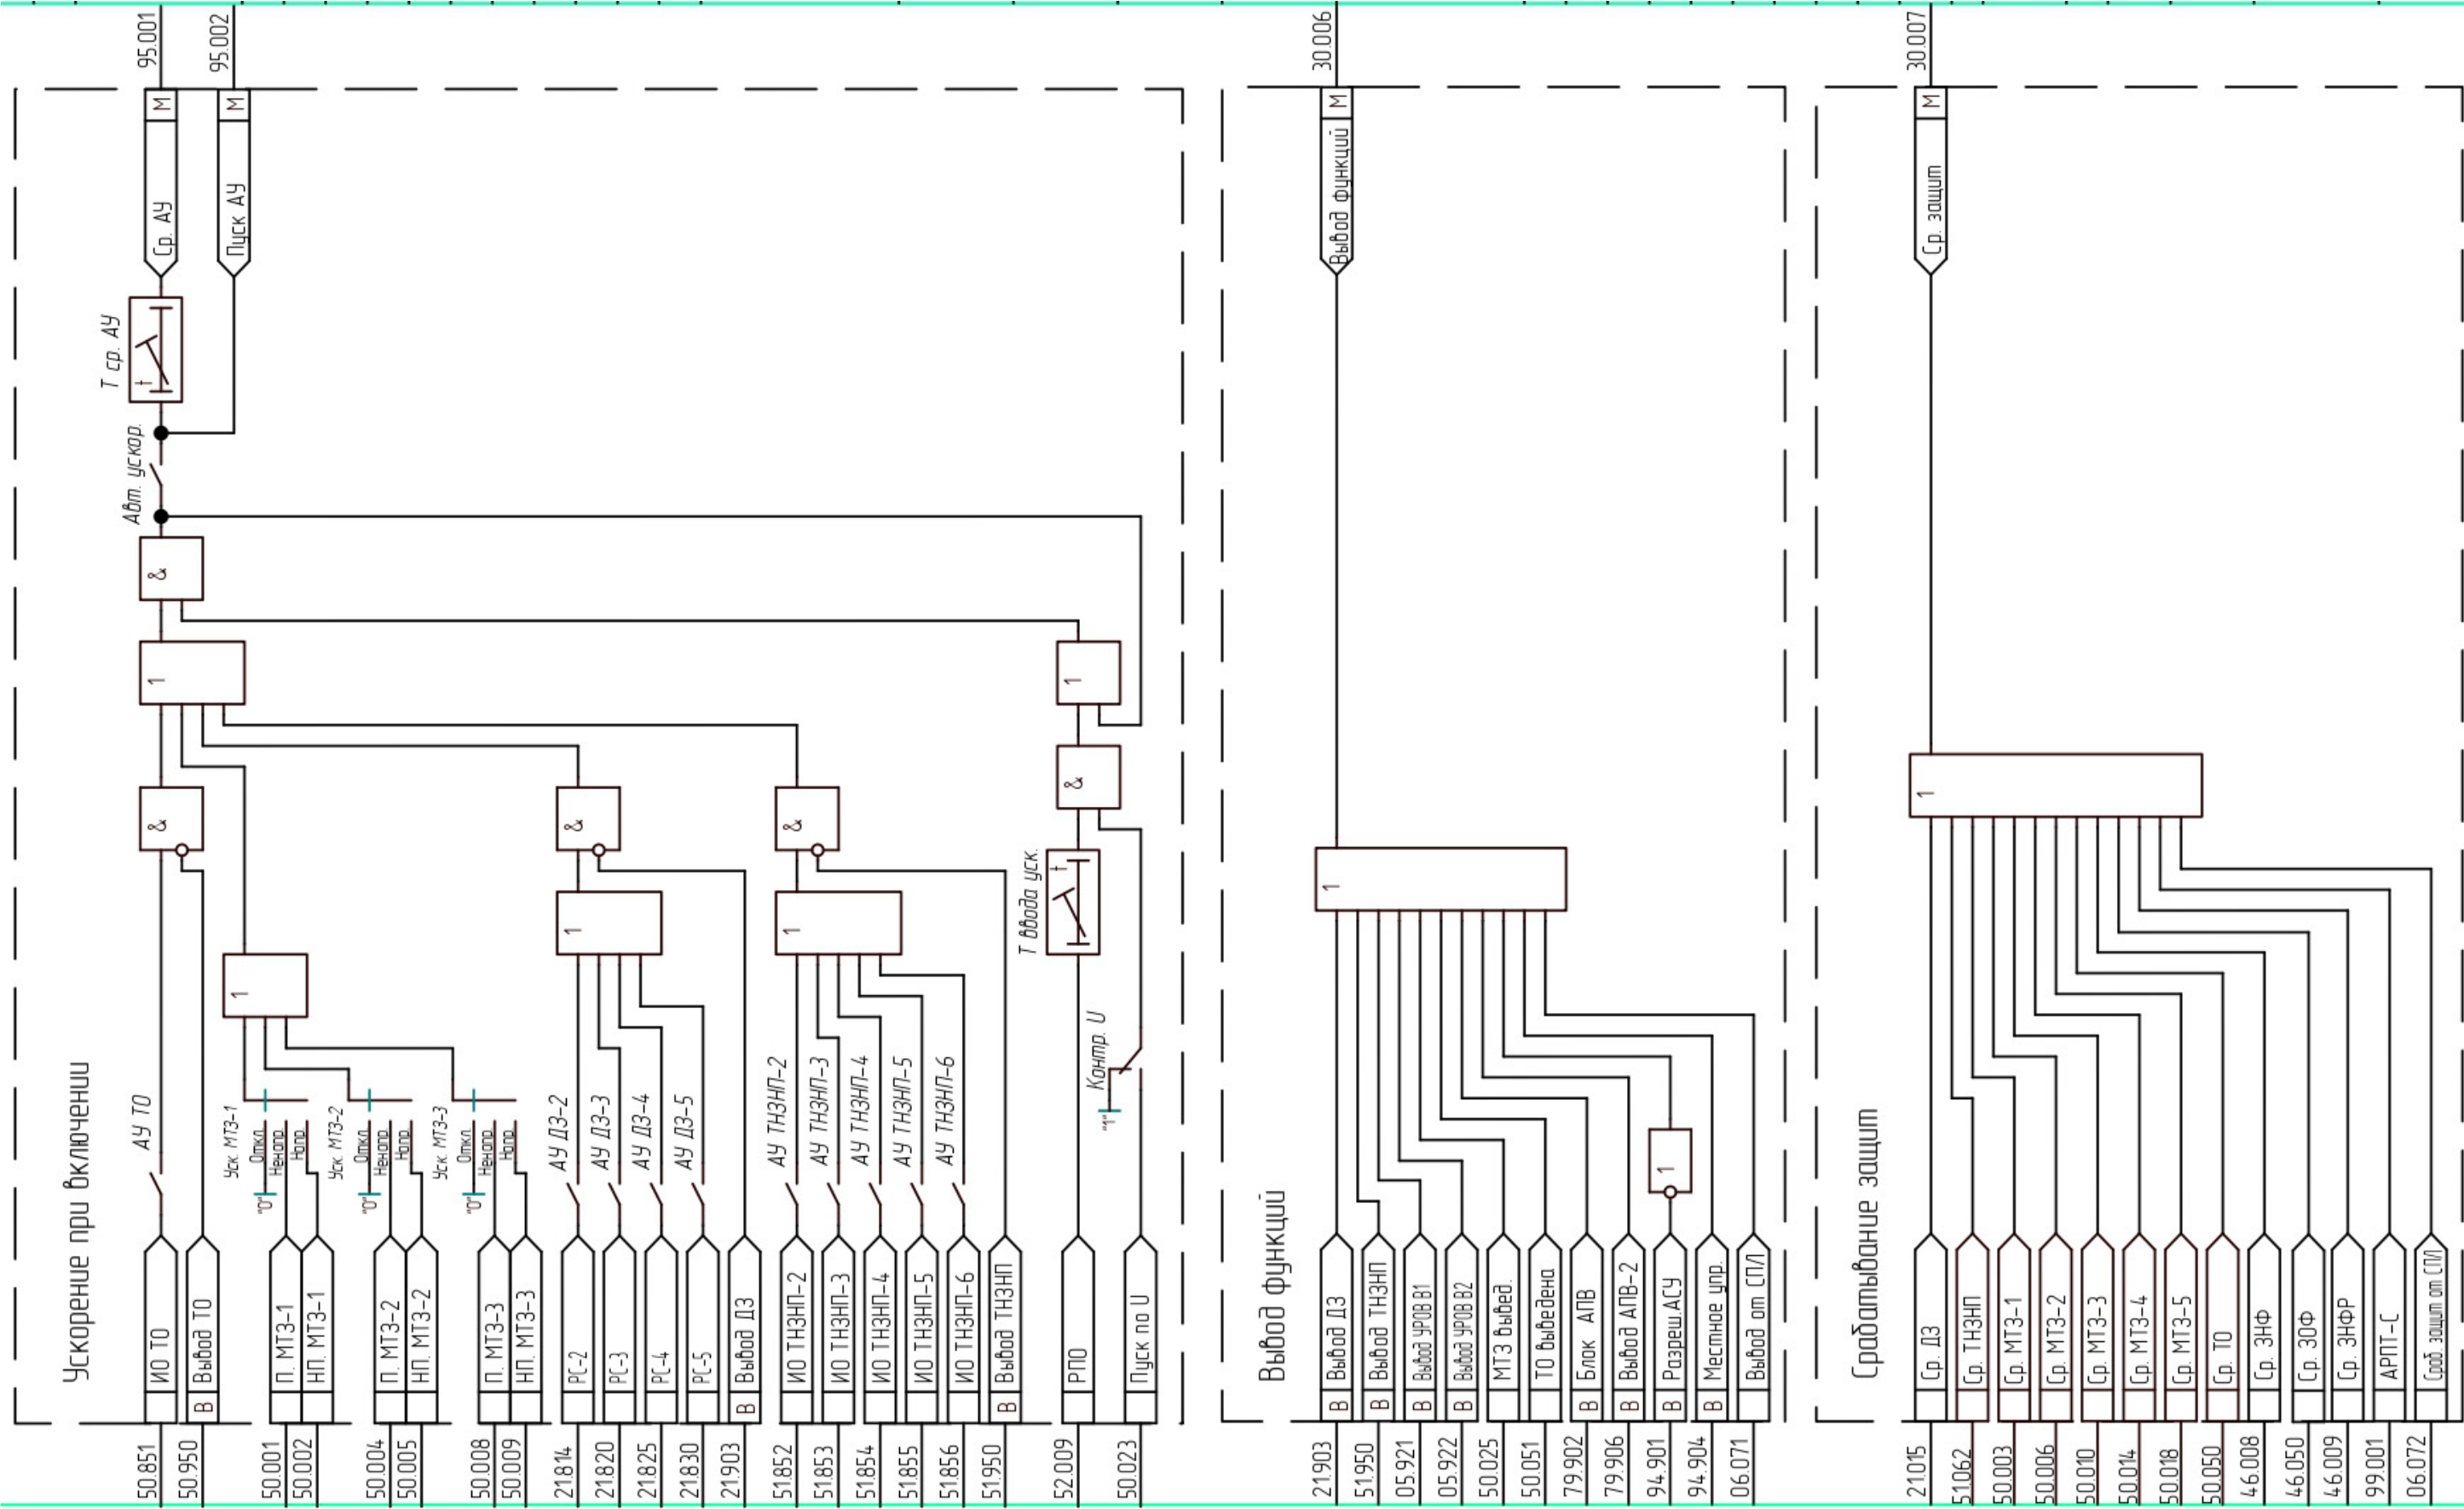 Ускорение при включении
50.851 ИО ТО
АУ ТО
50.950 В Вывод ТО
50.001 П. МТЗ-1
50.002 НП. МТЗ-1
Уск. МТЗ-1
Откл
Ненапр
Напр
"0"
50.004 П. МТЗ-2
50.005 НП. МТЗ-2
Уск. МТЗ-2
Откл
Ненапр
Напр
"0"
50.008 П. МТЗ-3
50.009 НП. МТЗ-3
Уск. МТЗ-3
Откл
Ненапр
Напр
"0"
21.814 РС-2
АУ ДЗ-2
21.820 РС-3
АУ ДЗ-3
21.825 РС-4
АУ ДЗ-4
21.830 РС-5
АУ ДЗ-5
21.903 В Вывод ДЗ
51.852 ИО ТНЗНП-2
АУ ТНЗНП-2
51.853 ИО ТНЗНП-3
АУ ТНЗНП-3
51.854 ИО ТНЗНП-4
АУ ТНЗНП-4
51.855 ИО ТНЗНП-5
АУ ТНЗНП-5
51.856 ИО ТНЗНП-6
АУ ТНЗНП-6
51.950 В Вывод ТНЗНП
52.009 РПО
50.023 Пуск по U
Контр. U
"1"
Т ввода уск.
t
1
1
1
&
&
&
&
1
1
&
Авт. ускор.
Т ср. АУ
t
Ср. АУ М 95.001
Пуск АУ М 95.002
Вывод функций
21.903 В Вывод ДЗ
51.950 В Вывод ТНЗНП
05.921 В Вывод УРОВ В1
05.922 В Вывод УРОВ В2
50.025 МТЗ вывед.
50.051 ТО выведена
79.902 В Блок АПВ
79.906 В Вывод АПВ-2
94.901 В Разреш.АСУ
94.904 В Местное упр.
06.071 Вывод от СПЛ
1
1
Вывод функций М 30.006
Срабатывание защит
21.015 Ср. ДЗ
51.062 Ср. ТНЗНП
50.003 Ср. МТЗ-1
50.006 Ср. МТЗ-2
50.010 Ср. МТЗ-3
50.014 Ср. МТЗ-4
50.018 Ср. МТЗ-5
50.050 Ср. ТО
46.008 Ср. ЗНФ
46.050 Ср. ЗОФ
46.009 Ср. ЗНФР
99.001 АРПТ-С
06.072 Сраб. защит от СПЛ
1
Ср. защит М 30.007